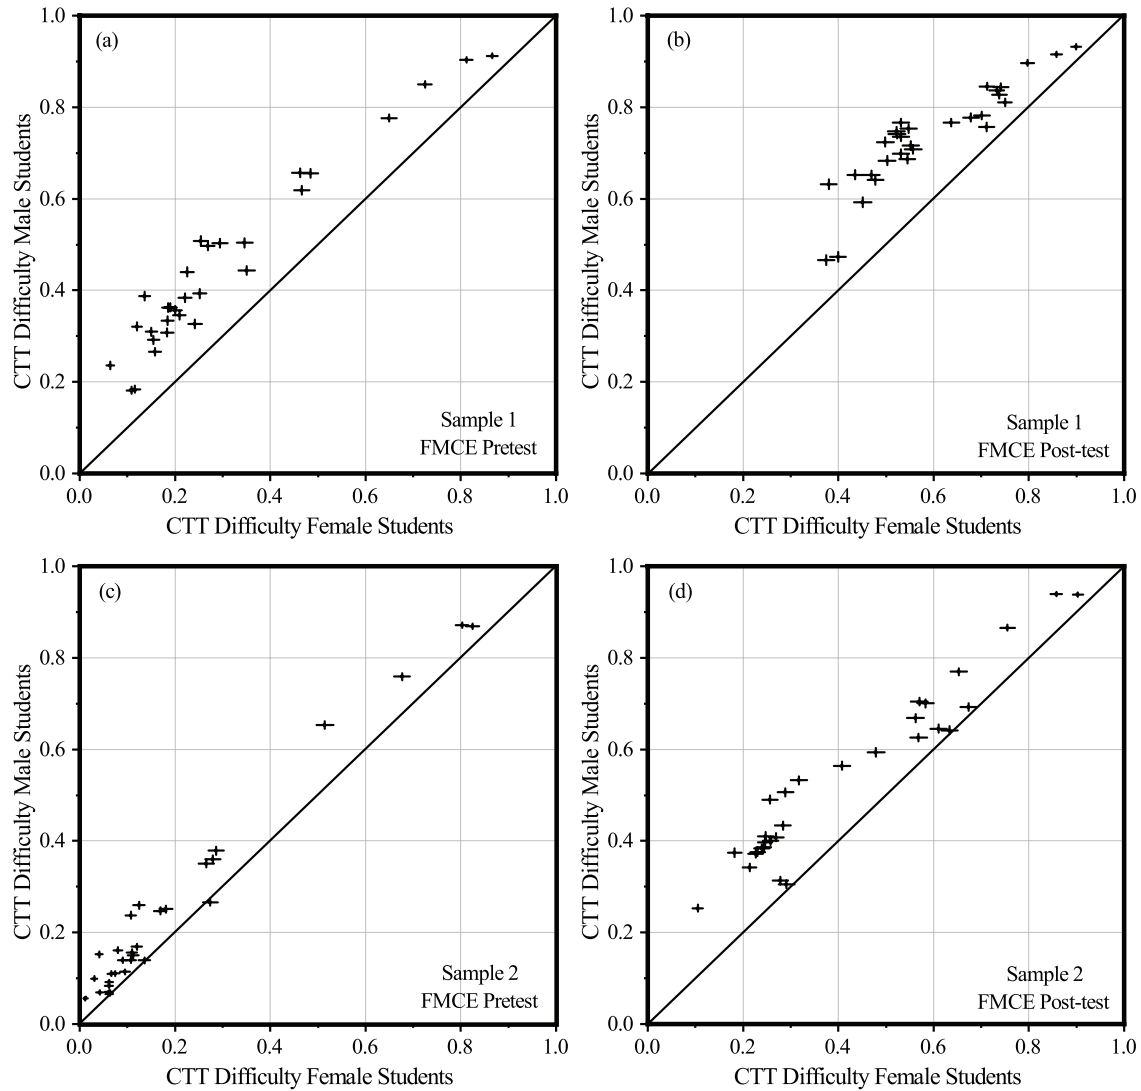 (a)
1.0
0.8
0.6
0.4
0.2
0.0
CTT Difficulty Male Students
Sample 1
FMCE Pretest
0.0 0.2 0.4 0.6 0.8 1.0
CTT Difficulty Female Students
(b)
1.0
0.8
0.6
0.4
0.2
0.0
CTT Difficulty Male Students
Sample 1
FMCE Post-test
0.0 0.2 0.4 0.6 0.8 1.0
CTT Difficulty Female Students
(c)
1.0
0.8
0.6
0.4
0.2
0.0
CTT Difficulty Male Students
Sample 2
FMCE Pretest
0.0 0.2 0.4 0.6 0.8 1.0
CTT Difficulty Female Students
(d)
1.0
0.8
0.6
0.4
0.2
0.0
CTT Difficulty Male Students
Sample 2
FMCE Post-test
0.0 0.2 0.4 0.6 0.8 1.0
CTT Difficulty Female Students